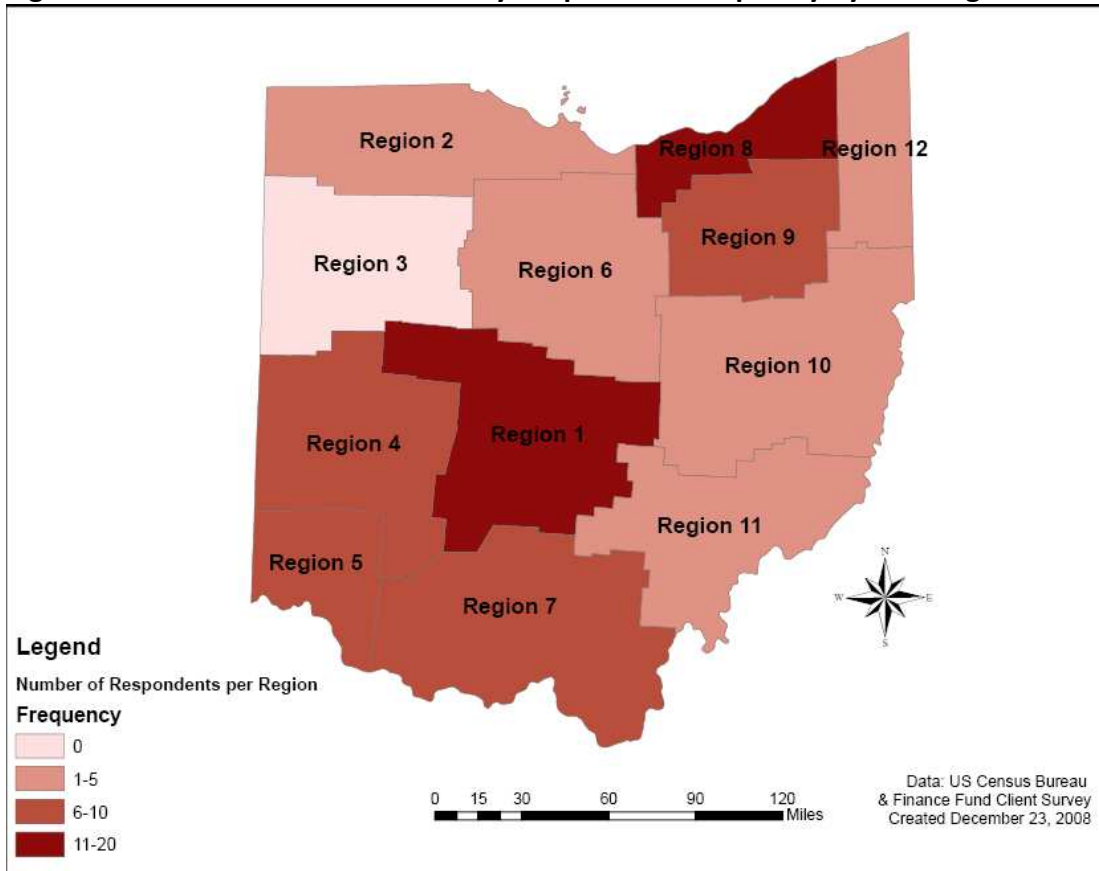 Region 2
Region 8
Region 12
Region 9
Region 3
Region 6
Region 10
Region 4
Region 1
Region 11
Region 5
Region 7
N
W
E
S
Legend
Number of Respondents per Region
Frequency
0
1-5
6-10
11-20
0 15 30 60 90 120
Miles
Data: US Census Bureau
& Finance Fund Client Survey
Created December 23, 2008